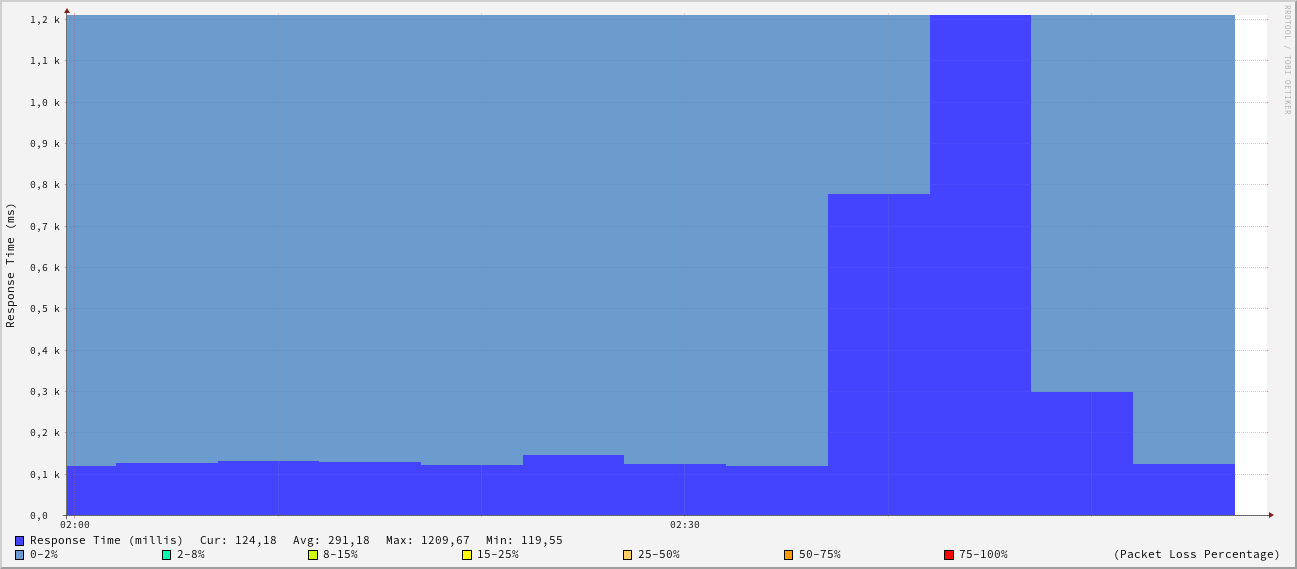 RRDTOOL / TOBI OETIKER
Response Time (ms)
1,2 k
1,1 k
1,0 k
0,9 k
0,8 k
0,7 k
0,6 k
0,5 k
0,4 k
0,3 k
0,2 k
0,1 k
0,0
02:00 02:30
Response Time (millis) Cur: 124,18 Avg: 291,18 Max: 1209,67 Min: 119,55
0-2% 2-8% 8-15% 15-25% 25-50% 50-75% 75-100% (Packet Loss Percentage)